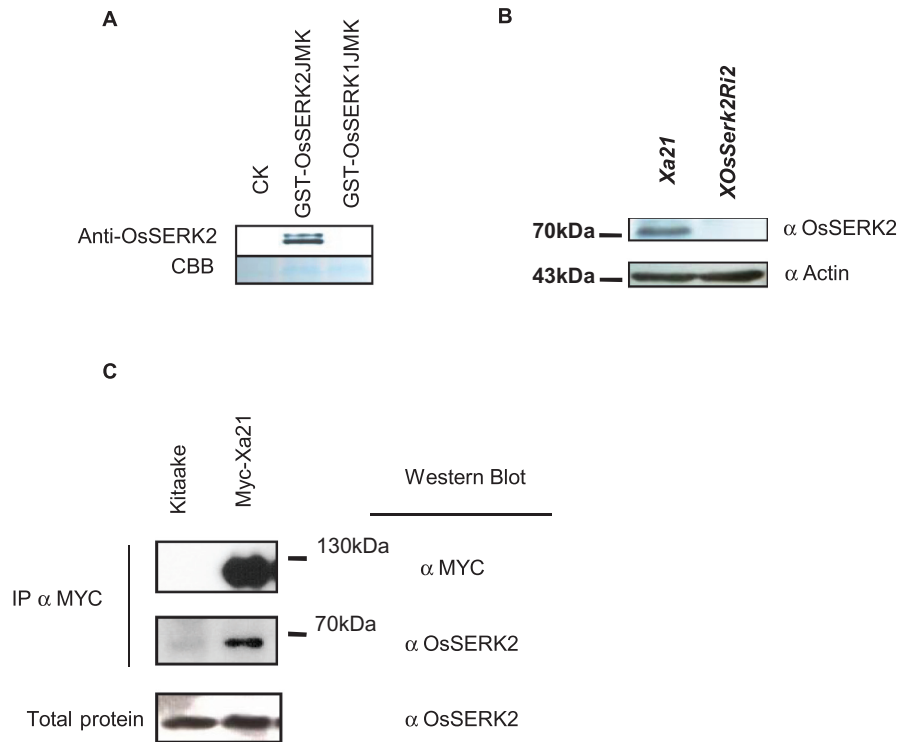 A
CK
GST-OsSERK2JMK
GST-OsSERK1JMK
Anti-OsSERK2
CBB
B
Xa21
XOsSerk2Ri2
70kDa
α OsSERK2
43kDa
α Actin
C
Kitaake
Myc-Xa21
Western Blot
IP α MYC
130kDa
α MYC
70kDa
α OsSERK2
Total protein
α OsSERK2